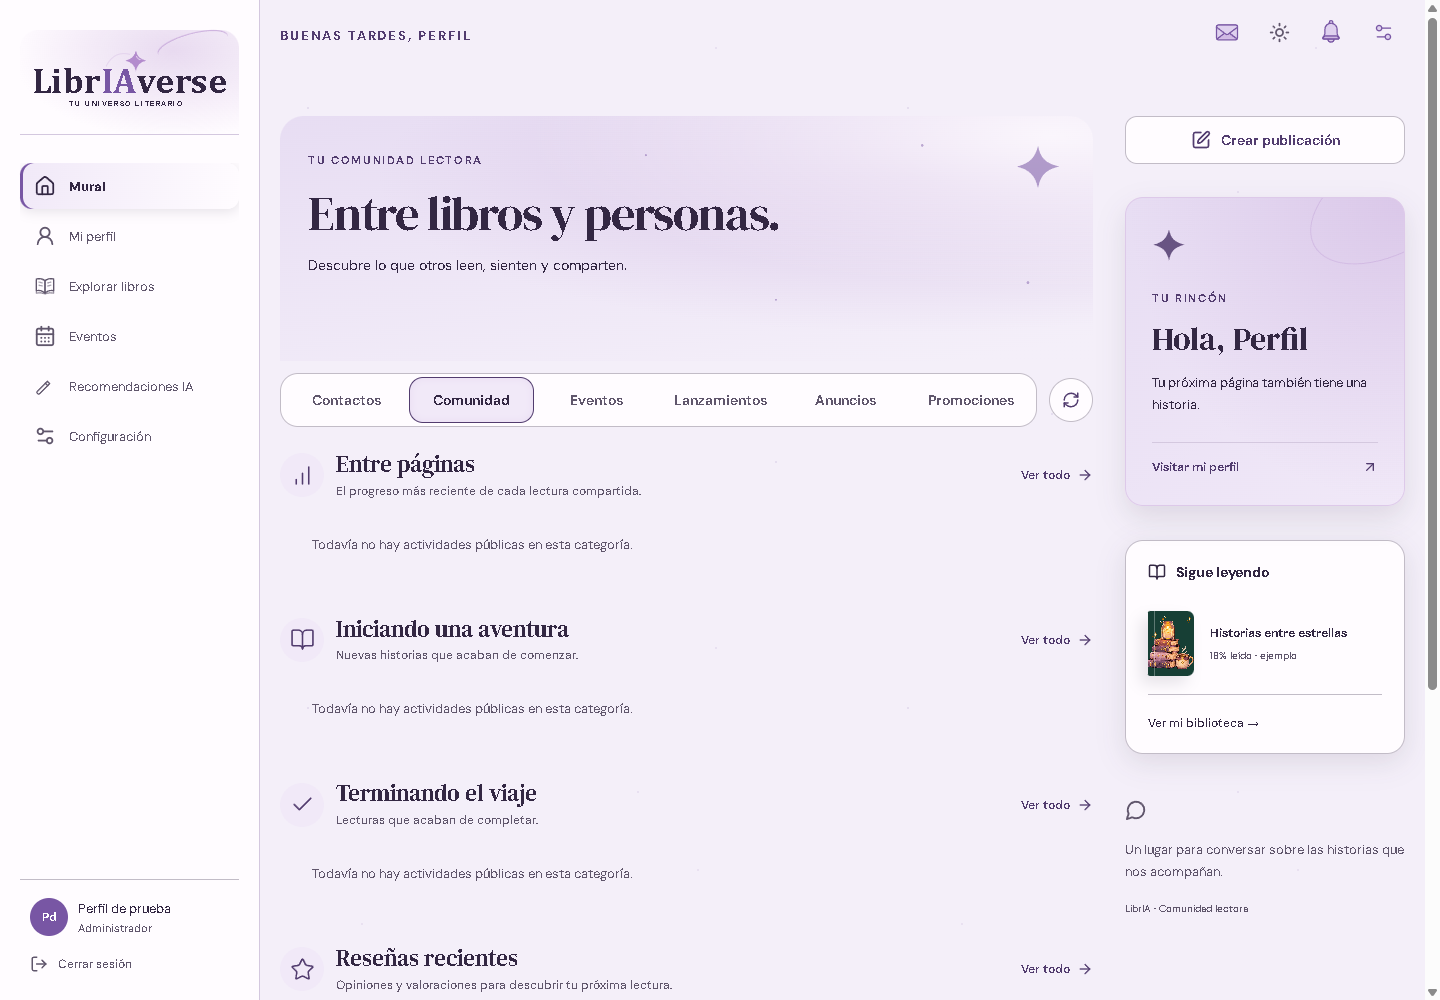 LibrIAverse
TU UNIVERSO LITERARIO
Mural
Mi perfil
Explorar libros
Eventos
Recomendaciones IA
Configuración
Pd
Perfil de prueba
Administrador
Cerrar sesión
BUENAS TARDES, PERFIL
TU COMUNIDAD LECTORA
Entre libros y personas.
Descubre lo que otros leen, sienten y comparten.
Contactos
Comunidad
Eventos
Lanzamientos
Anuncios
Promociones
Entre páginas
El progreso más reciente de cada lectura compartida.
Ver todo →
Todavía no hay actividades públicas en esta categoría.
Iniciando una aventura
Nuevas historias que acaban de comenzar.
Ver todo →
Todavía no hay actividades públicas en esta categoría.
Terminando el viaje
Lecturas que acaban de completar.
Ver todo →
Todavía no hay actividades públicas en esta categoría.
Reseñas recientes
Opiniones y valoraciones para descubrir tu próxima lectura.
Ver todo →
Crear publicación
TU RINCÓN
Hola, Perfil
Tu próxima página también tiene una
historia.
Visitar mi perfil
Sigue leyendo
Historias entre estrellas
18% leído · ejemplo
Ver mi biblioteca →
Un lugar para conversar sobre las historias que
nos acompañan.
LibrIA · Comunidad lectora